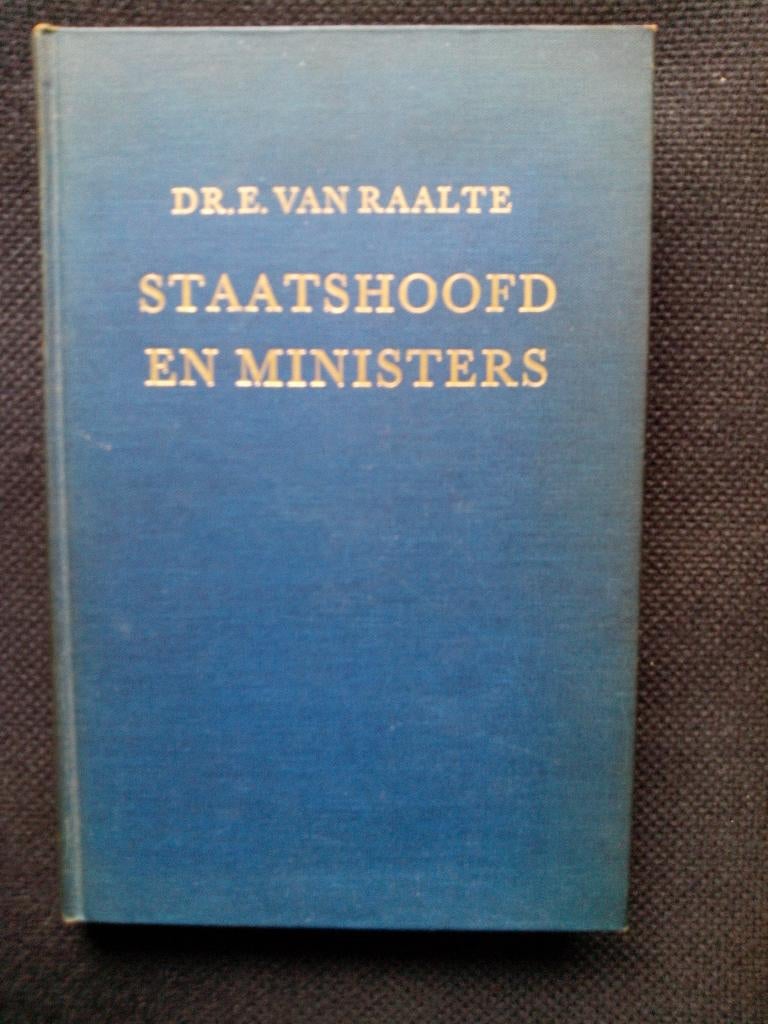 DR. E. VAN RAALTE
STAATSHOOFD
EN MINISTERS